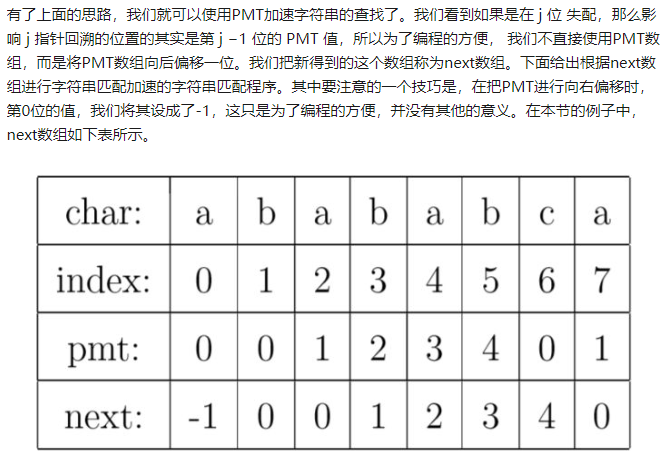 有了上面的思路，我们就可以使用PMT加速字符串的查找了。我们看到如果是在 j 位 失配，那么影
响 j 指针回溯的位置的其实是第 j −1 位的 PMT 值，所以为了编程的方便， 我们不直接使用PMT数
组，而是将PMT数组向后偏移一位。我们把新得到的这个数组称为next数组。下面给出根据next数
组进行字符串匹配加速的字符串匹配程序。其中要注意的一个技巧是，在把PMT进行向右偏移时，
第0位的值，我们将其设成了-1，这只是为了编程的方便，并没有其他的意义。在本节的例子中，
next数组如下表所示。
char: a b a b a b c a
index: 0 1 2 3 4 5 6 7
pmt: 0 0 1 2 3 4 0 1
next: -1 0 0 1 2 3 4 0